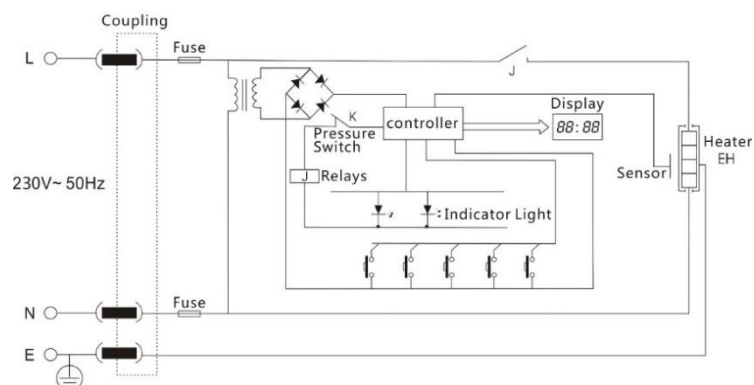 Coupling
L
Fuse
J
K
Pressure
Switch
controller
Display
88:88
Heater
EH
Sensor
230V~ 50Hz
J
Relays
Indicator Light
N
Fuse
E